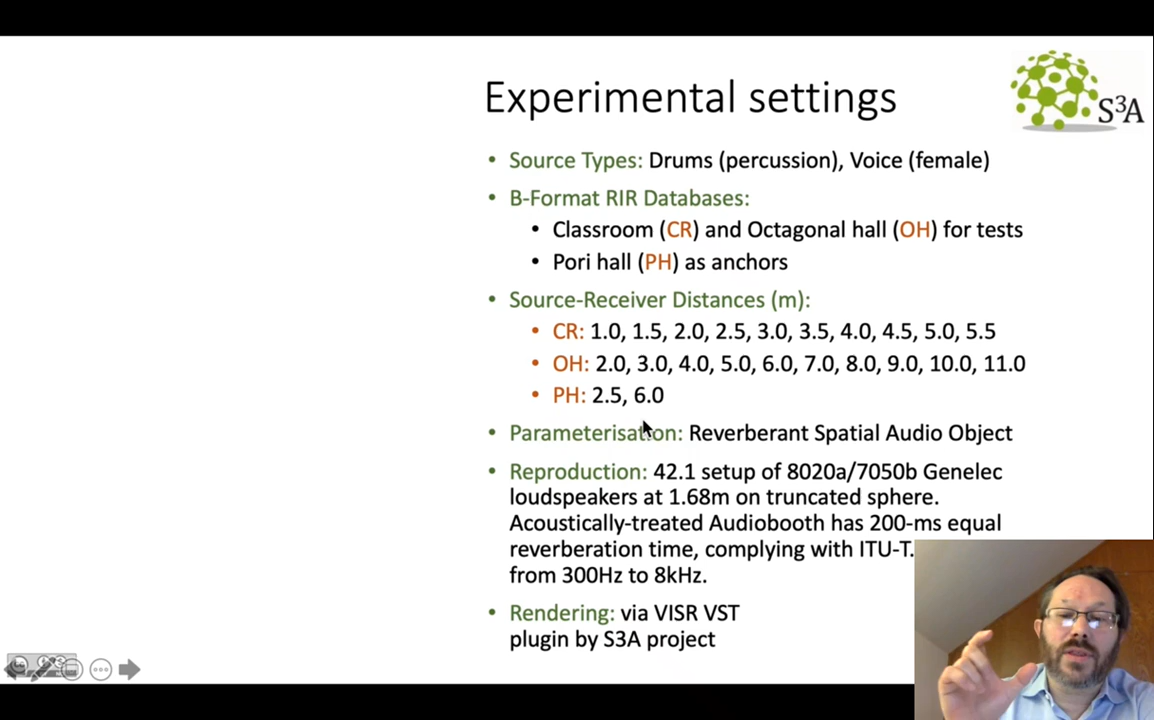 Experimental settings
S³A
• Source Types: Drums (percussion), Voice (female)
• B-Format RIR Databases:
• Classroom (CR) and Octagonal hall (OH) for tests
• Pori hall (PH) as anchors
• Source-Receiver Distances (m):
• CR: 1.0, 1.5, 2.0, 2.5, 3.0, 3.5, 4.0, 4.5, 5.0, 5.5
• OH: 2.0, 3.0, 4.0, 5.0, 6.0, 7.0, 8.0, 9.0, 10.0, 11.0
• PH: 2.5, 6.0
• Parameterisation: Reverberant Spatial Audio Object
• Reproduction: 42.1 setup of 8020a/7050b Genelec
loudspeakers at 1.68m on truncated sphere.
Acoustically-treated Audiobooth has 200-ms equal
reverberation time, complying with ITU-T.
from 300Hz to 8kHz.
• Rendering: via VISR VST
plugin by S3A project